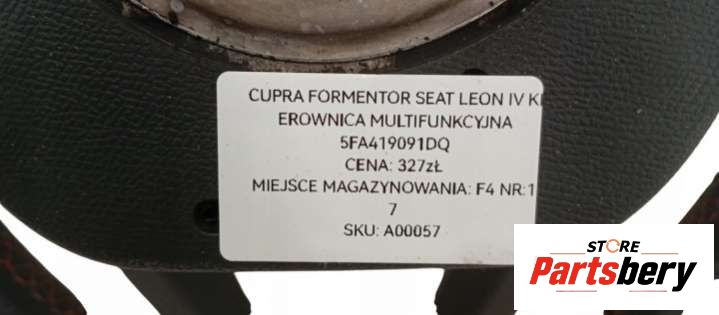 CUPRA FORMENTOR SEAT LEON IV KI
EROWNICA MULTIFUNKCYJNA
5FA419091DQ
CENA: 327zŁ
MIEJSCE MAGAZYNOWANIA: F4 NR:1
7
SKU: A00057
STORE
Partsbery